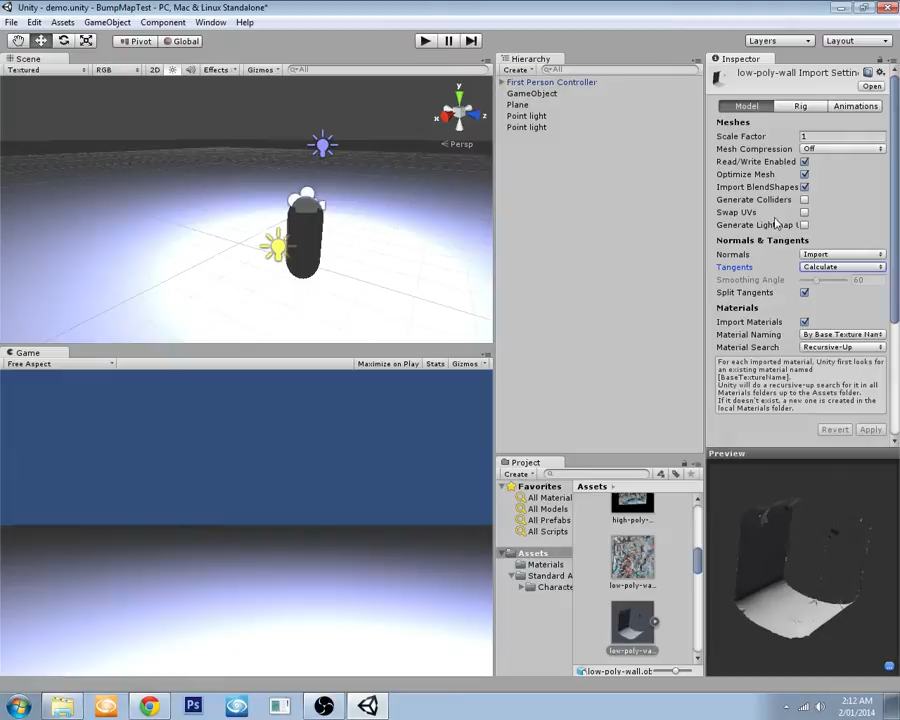 Unity - demo.unity - BumpMapTest - PC, Mac & Linux Standalone*
File Edit Assets GameObject Component Window Help
Pivot Global Layers Layout
Scene
Textured RGB 2D Effects Gizmos All
y
x
z
Persp
Game
Free Aspect Maximize on Play Stats Gizmos
Hierarchy
Create All
First Person Controller
GameObject
Plane
Point light
Point light
Project
Create
Favorites
All Material
All Models
All Prefabs
All Scripts
Assets
Materials
Standard A
Characte
Assets
high-poly-...
low-poly-wa...
low-poly-wa...
low-poly-wall.ob
Inspector
low-poly-wall Import Settin
Open
Model Rig Animations
Meshes
Scale Factor 1
Mesh Compression Off
Read/Write Enabled
Optimize Mesh
Import BlendShapes
Generate Colliders
Swap UVs
Generate Lightmap U
Normals & Tangents
Normals Import
Tangents Calculate
Smoothing Angle 60
Split Tangents
Materials
Import Materials
Material Naming By Base Texture Nam
Material Search Recursive-Up
For each imported material, Unity first looks for
an existing material named
[BaseTextureName].
Unity will do a recursive-up search for it in all
Materials folders up to the Assets folder.
If it doesn't exist, a new one is created in the
local Materials folder.
Revert Apply
Preview
Ps
2:12 AM
2/01/2014